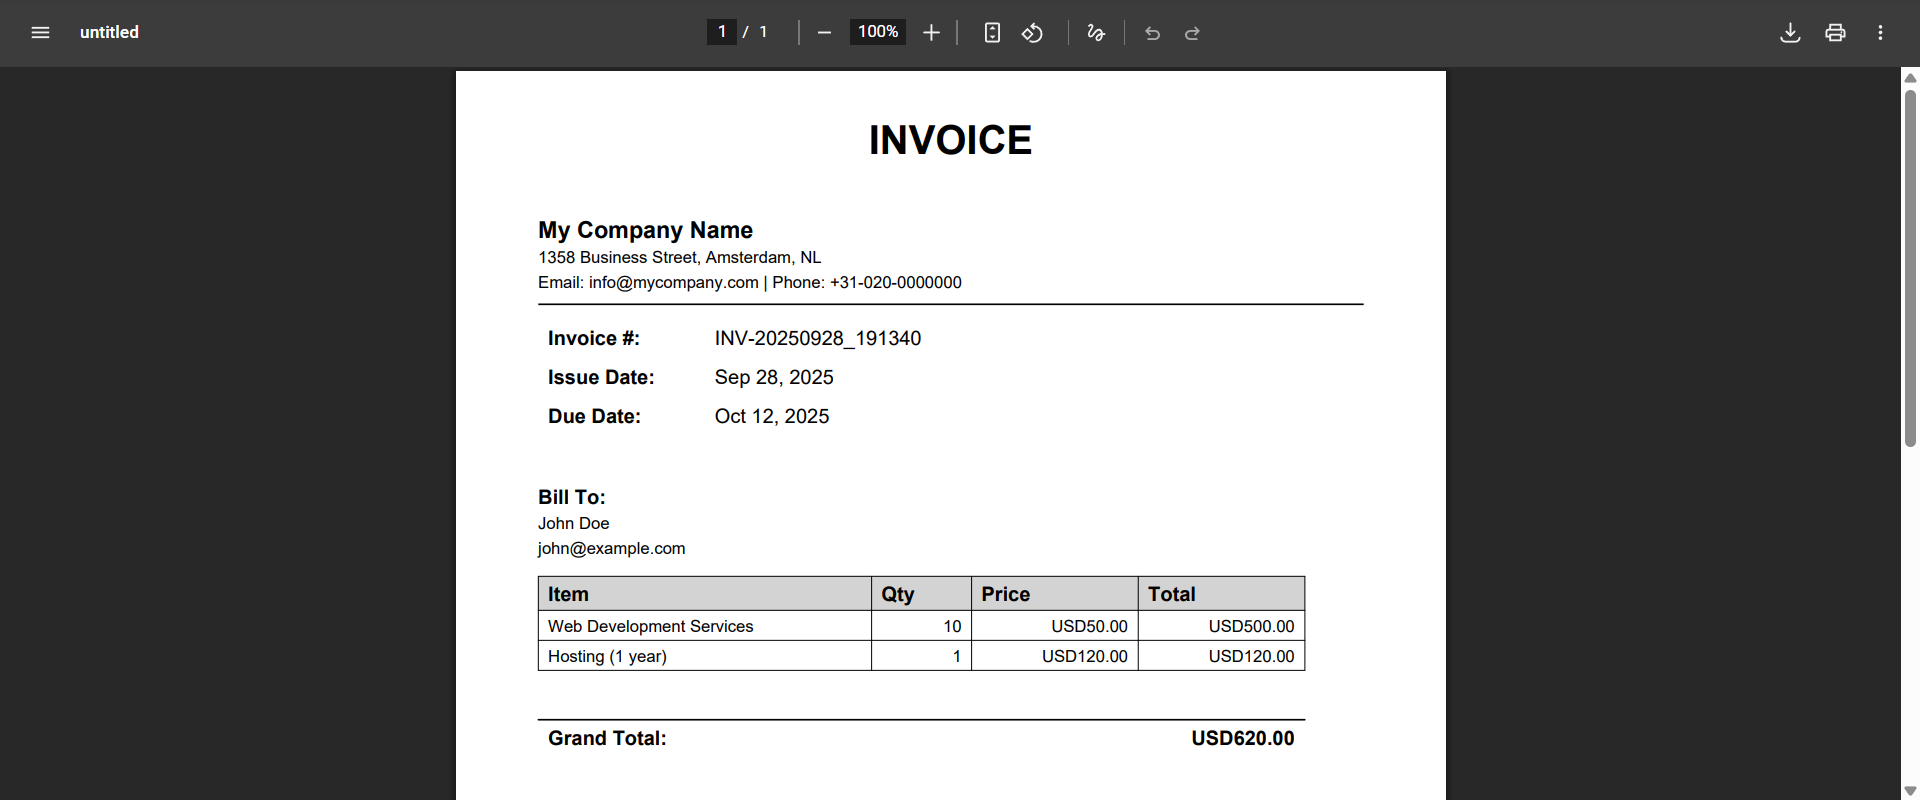 untitled
1 / 1
100%
INVOICE
My Company Name
1358 Business Street, Amsterdam, NL
Email: info@mycompany.com | Phone: +31-020-0000000
Invoice #: INV-20250928_191340
Issue Date: Sep 28, 2025
Due Date: Oct 12, 2025
Bill To:
John Doe
john@example.com
Item Qty Price Total
Web Development Services 10 USD50.00 USD500.00
Hosting (1 year) 1 USD120.00 USD120.00
Grand Total: USD620.00